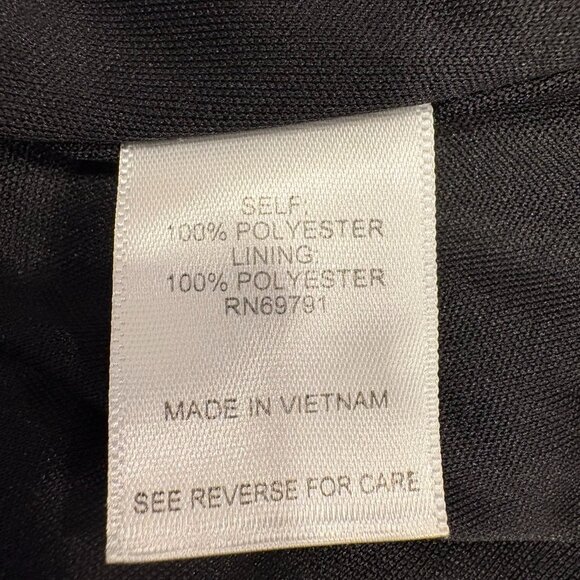 SELF:
100% POLYESTER
LINING:
100% POLYESTER
RN69791
MADE IN VIETNAM
SEE REVERSE FOR CARE